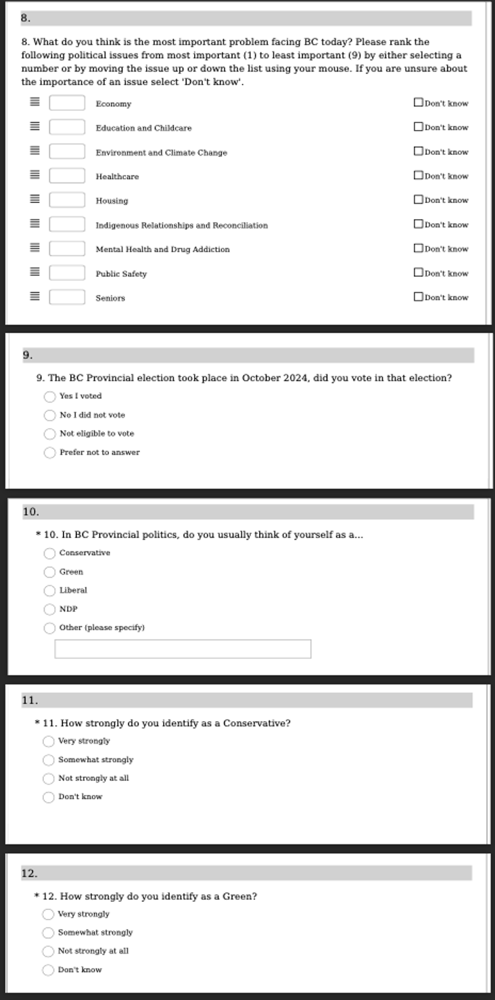 8.
8. What do you think is the most important problem facing BC today? Please rank the
following political issues from most important (1) to least important (9) by either selecting a
number or by moving the issue up or down the list using your mouse. If you are unsure about
the importance of an issue select 'Don't know'.
Economy Don't know
Education and Childcare Don't know
Environment and Climate Change Don't know
Healthcare Don't know
Housing Don't know
Indigenous Relationships and Reconciliation Don't know
Mental Health and Drug Addiction Don't know
Public Safety Don't know
Seniors Don't know
9.
9. The BC Provincial election took place in October 2024, did you vote in that election?
Yes I voted
No I did not vote
Not eligible to vote
Prefer not to answer
10.
* 10. In BC Provincial politics, do you usually think of yourself as a...
Conservative
Green
Liberal
NDP
Other (please specify)
11.
* 11. How strongly do you identify as a Conservative?
Very strongly
Somewhat strongly
Not strongly at all
Don't know
12.
* 12. How strongly do you identify as a Green?
Very strongly
Somewhat strongly
Not strongly at all
Don't know